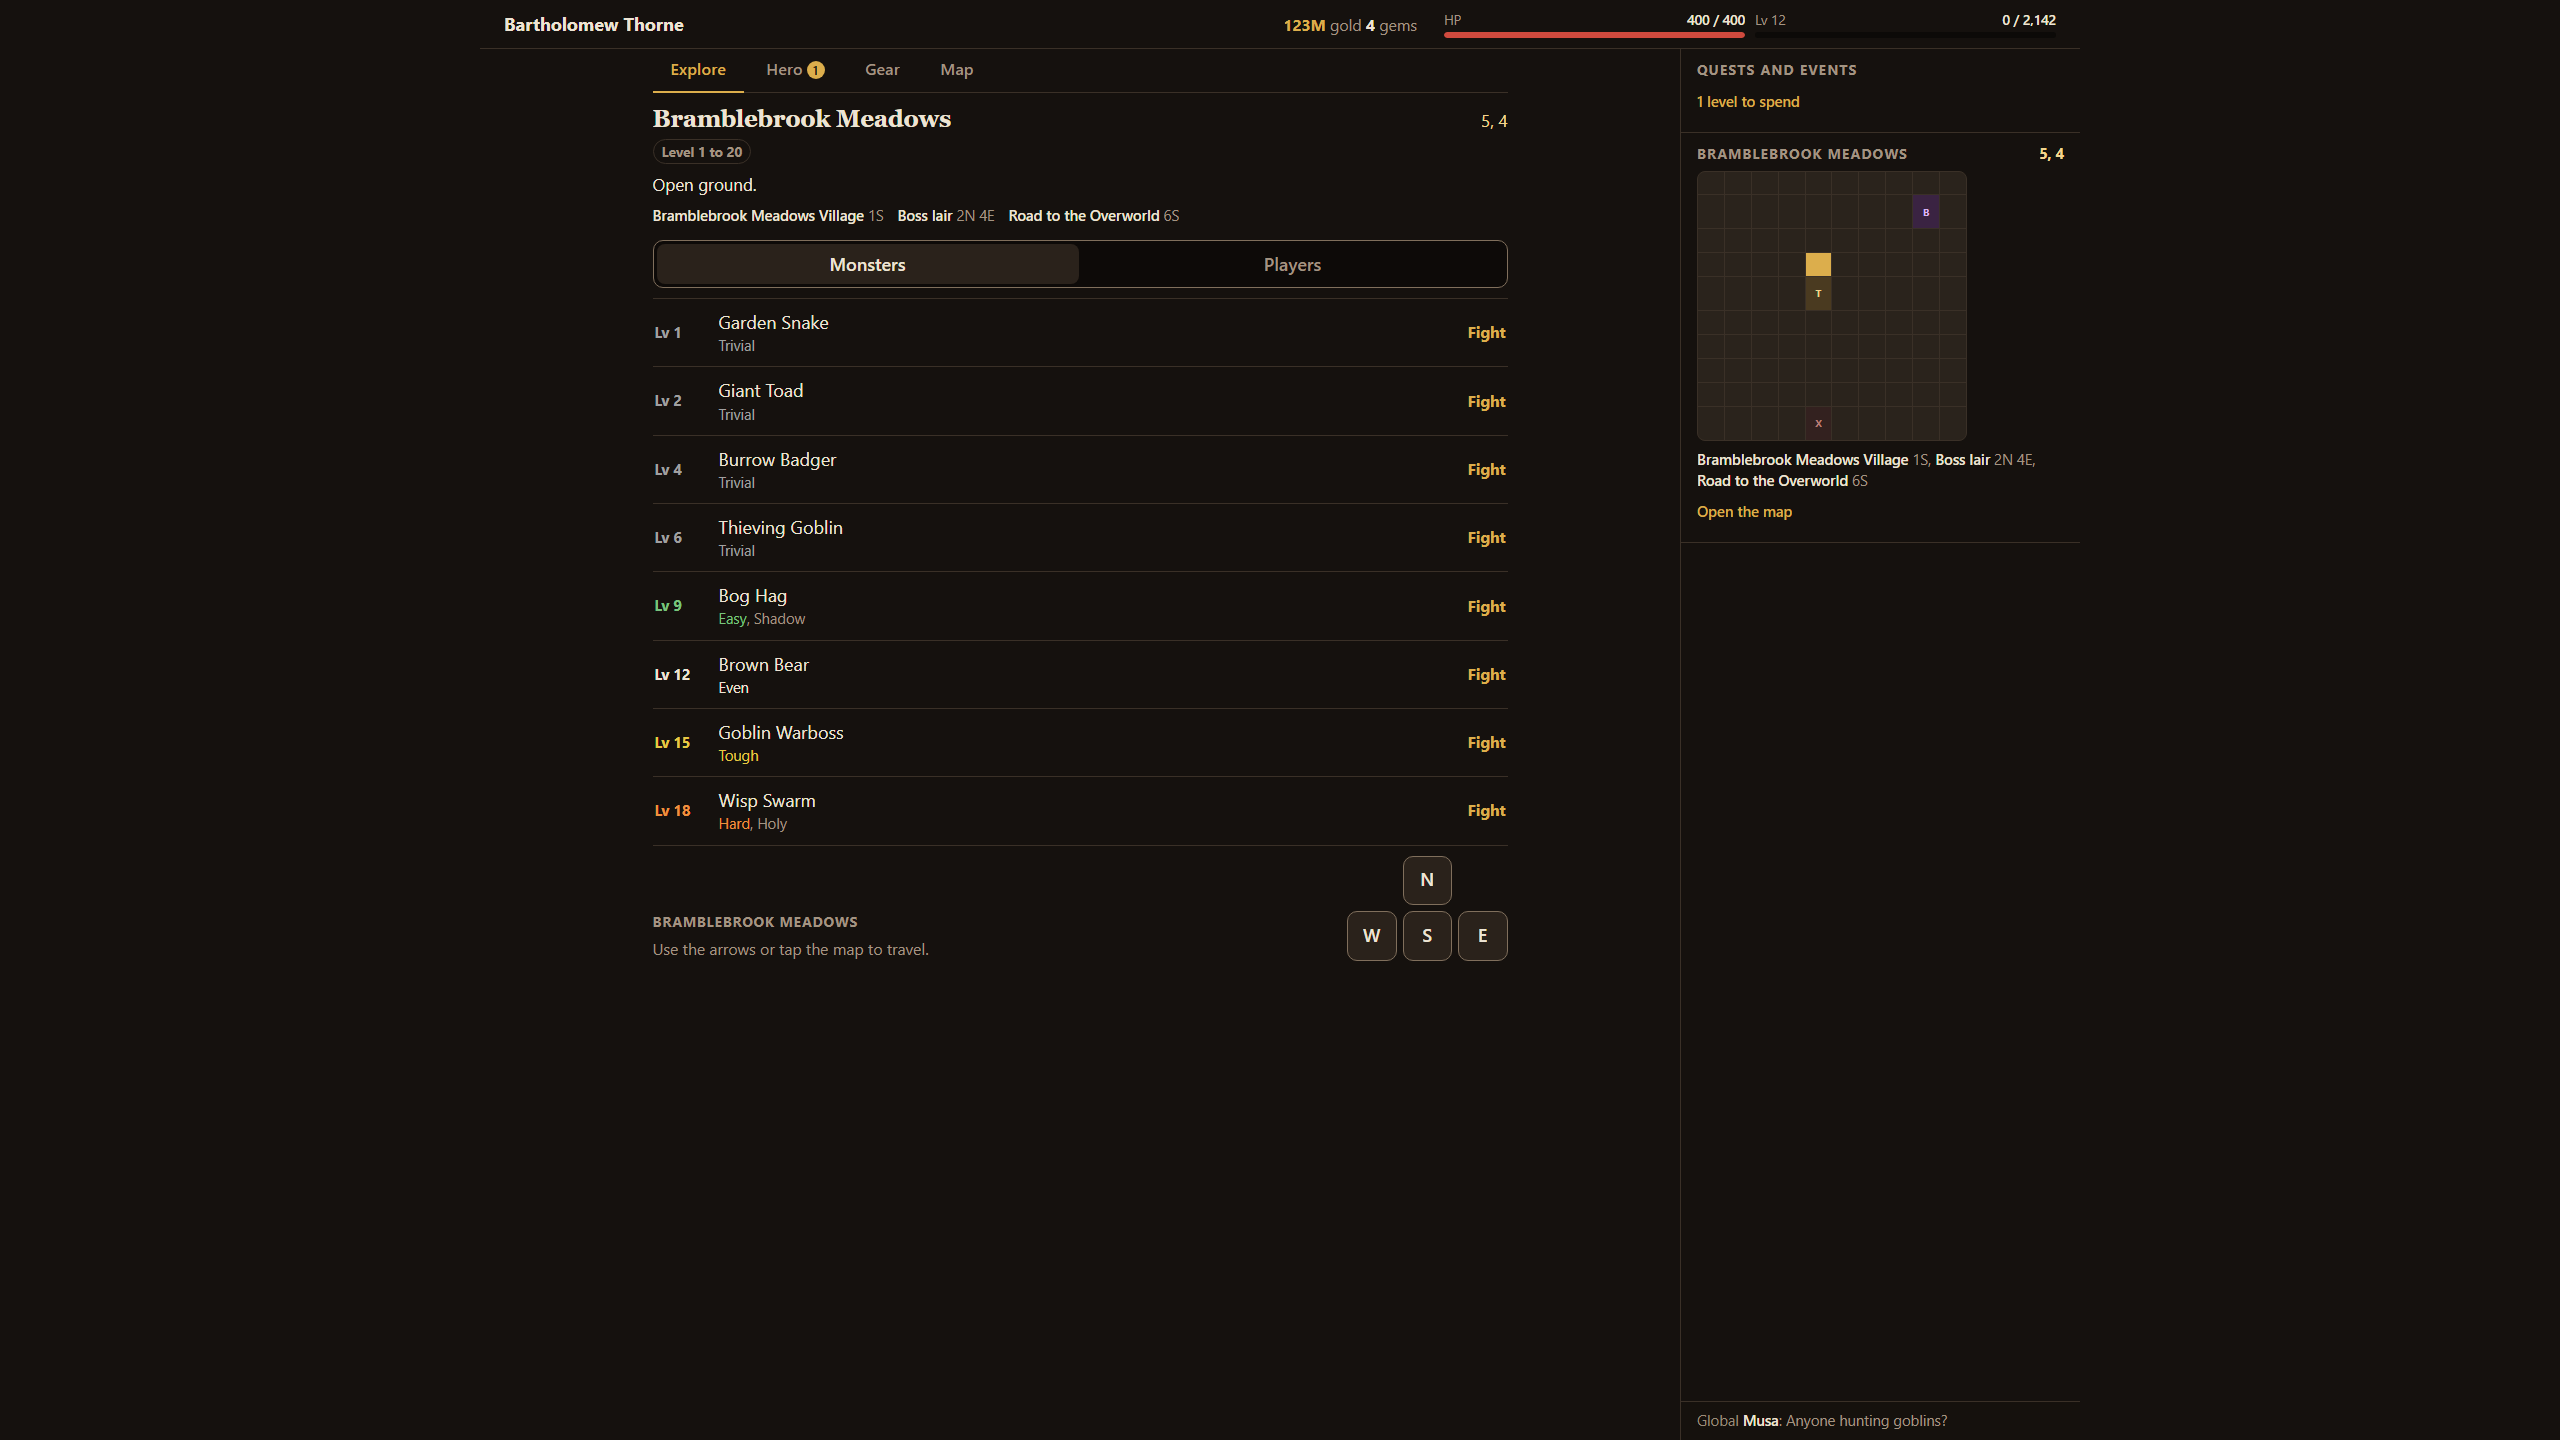 Bartholomew Thorne
123M gold 4 gems
HP 400 / 400
Lv 12 0 / 2,142
Explore
Hero 1
Gear
Map
Bramblebrook Meadows
5, 4
Level 1 to 20
Open ground.
Bramblebrook Meadows Village 1S Boss lair 2N 4E Road to the Overworld 6S
Monsters
Players
Lv 1
Garden Snake
Trivial
Fight
Lv 2
Giant Toad
Trivial
Fight
Lv 4
Burrow Badger
Trivial
Fight
Lv 6
Thieving Goblin
Trivial
Fight
Lv 9
Bog Hag
Easy, Shadow
Fight
Lv 12
Brown Bear
Even
Fight
Lv 15
Goblin Warboss
Tough
Fight
Lv 18
Wisp Swarm
Hard, Holy
Fight
N
W S E
BRAMBLEBROOK MEADOWS
Use the arrows or tap the map to travel.
QUESTS AND EVENTS
1 level to spend
BRAMBLEBROOK MEADOWS 5, 4
B
T
X
Bramblebrook Meadows Village 1S, Boss lair 2N 4E,
Road to the Overworld 6S
Open the map
Global Musa: Anyone hunting goblins?